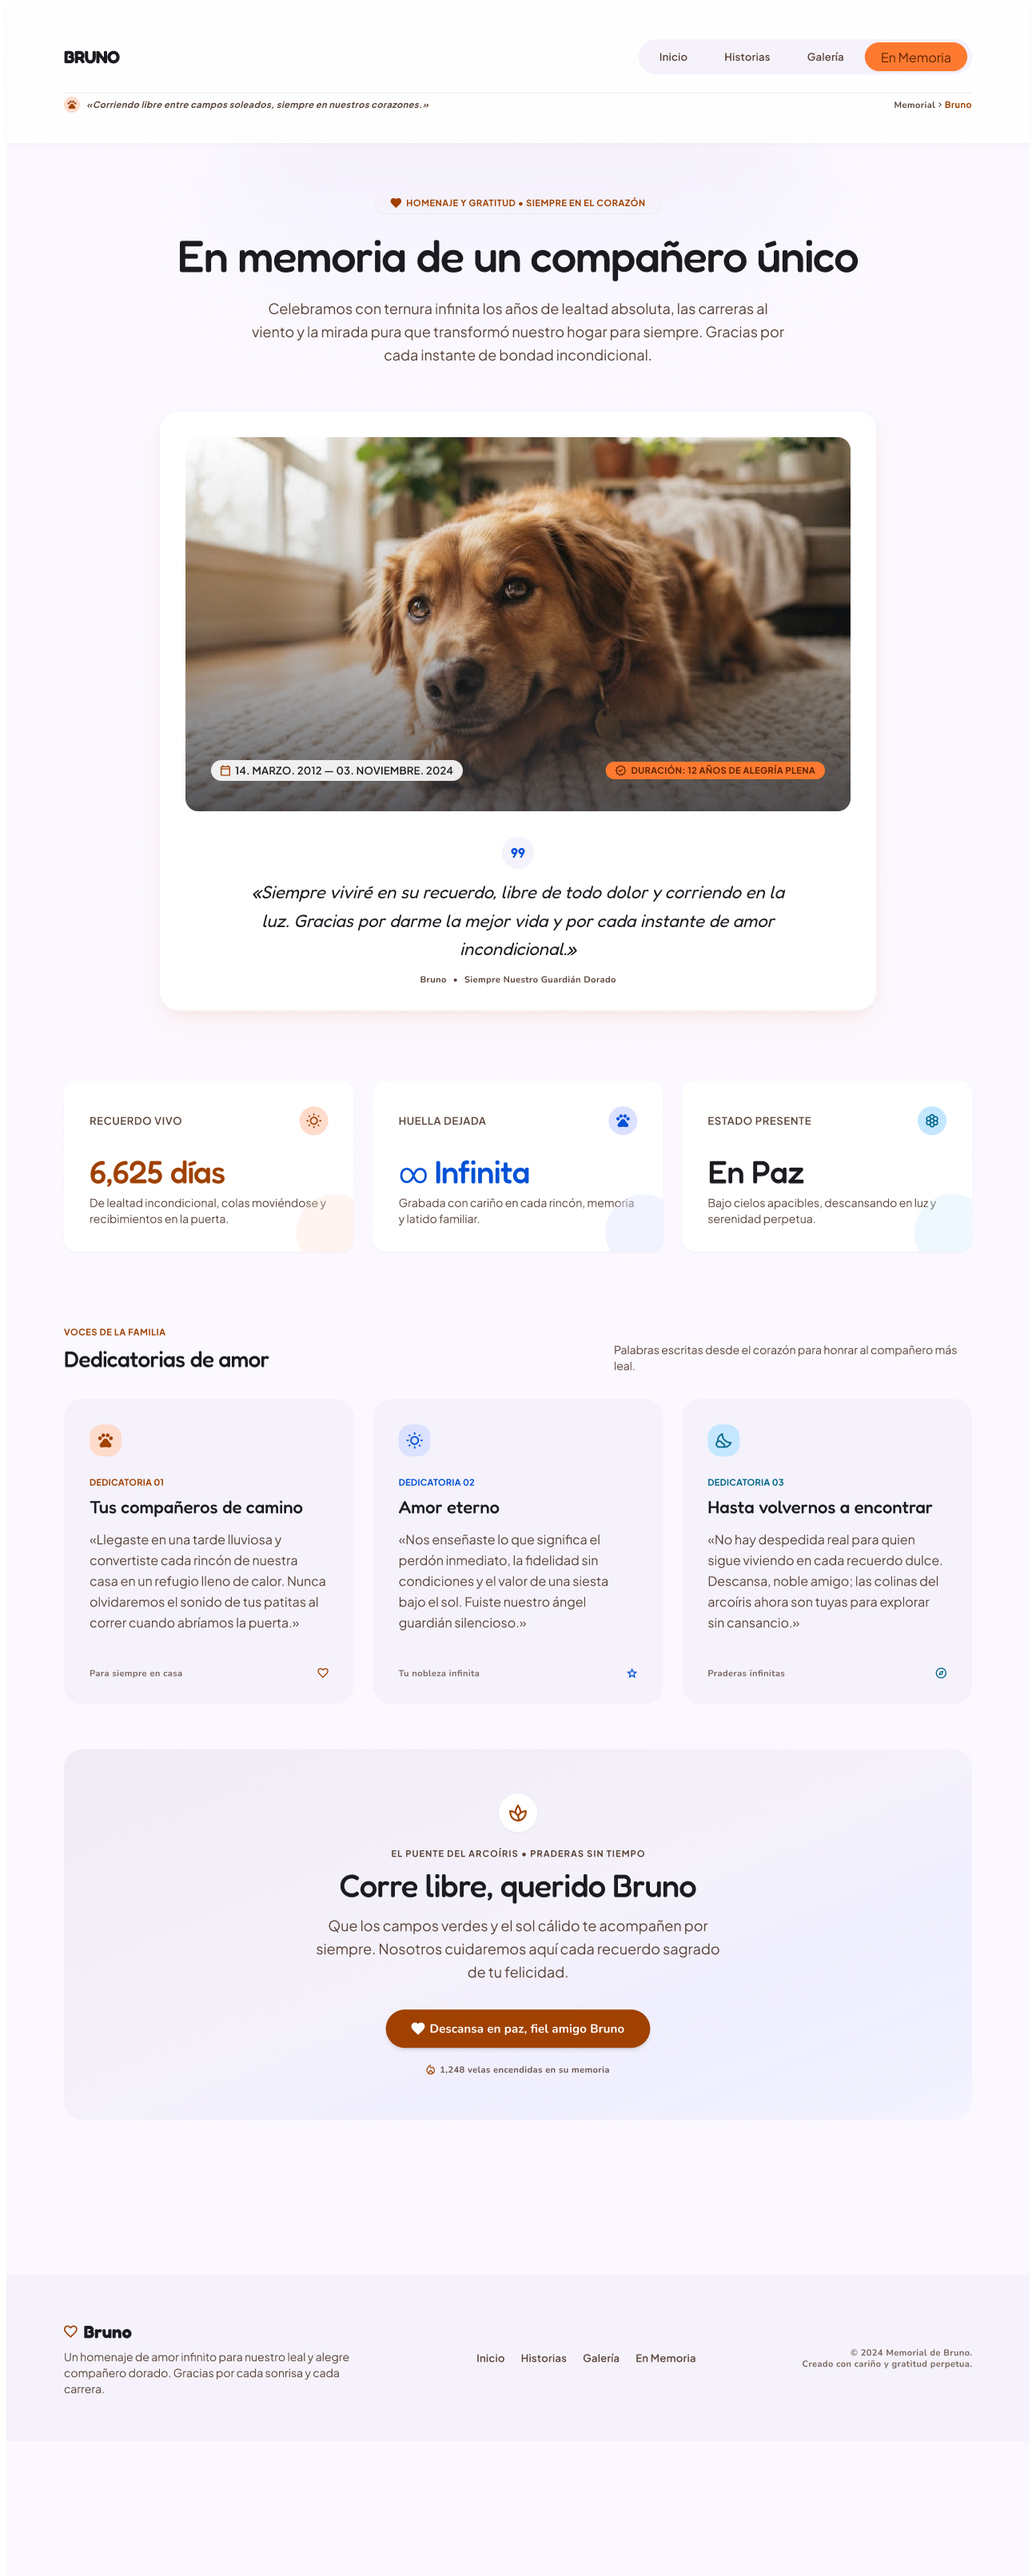 BRUNO
Inicio Historias Galería En Memoria
«Corriendo libre entre campos soleados, siempre en nuestros corazones.»
Memorial › Bruno
HOMENAJE Y GRATITUD • SIEMPRE EN EL CORAZÓN
En memoria de un compañero único
Celebramos con ternura infinita los años de lealtad absoluta, las carreras al
viento y la mirada pura que transformó nuestro hogar para siempre. Gracias por
cada instante de bondad incondicional.
14. MARZO. 2012 — 03. NOVIEMBRE. 2024
DURACIÓN: 12 AÑOS DE ALEGRÍA PLENA
«Siempre viviré en su recuerdo, libre de todo dolor y corriendo en la
luz. Gracias por darme la mejor vida y por cada instante de amor
incondicional.»
Bruno • Siempre Nuestro Guardián Dorado
RECUERDO VIVO
6,625 días
De lealtad incondicional, colas moviéndose y
recibimientos en la puerta.
HUELLA DEJADA
∞ Infinita
Grabada con cariño en cada rincón, memoria
y latido familiar.
ESTADO PRESENTE
En Paz
Bajo cielos apacibles, descansando en luz y
serenidad perpetua.
VOCES DE LA FAMILIA
Dedicatorias de amor
Palabras escritas desde el corazón para honrar al compañero más
leal.
DEDICATORIA 01
Tus compañeros de camino
«Llegaste en una tarde lluviosa y
convertiste cada rincón de nuestra
casa en un refugio lleno de calor. Nunca
olvidaremos el sonido de tus patitas al
correr cuando abríamos la puerta.»
Para siempre en casa
DEDICATORIA 02
Amor eterno
«Nos enseñaste lo que significa el
perdón inmediato, la fidelidad sin
condiciones y el valor de una siesta
bajo el sol. Fuiste nuestro ángel
guardián silencioso.»
Tu nobleza infinita
DEDICATORIA 03
Hasta volvernos a encontrar
«No hay despedida real para quien
sigue viviendo en cada recuerdo dulce.
Descansa, noble amigo; las colinas del
arcoíris ahora son tuyas para explorar
sin cansancio.»
Praderas infinitas
EL PUENTE DEL ARCOÍRIS • PRADERAS SIN TIEMPO
Corre libre, querido Bruno
Que los campos verdes y el sol cálido te acompañen por
siempre. Nosotros cuidaremos aquí cada recuerdo sagrado
de tu felicidad.
Descansa en paz, fiel amigo Bruno
1,248 velas encendidas en su memoria
Bruno
Un homenaje de amor infinito para nuestro leal y alegre
compañero dorado. Gracias por cada sonrisa y cada
carrera.
Inicio Historias Galería En Memoria
© 2024 Memorial de Bruno.
Creado con cariño y gratitud perpetua.